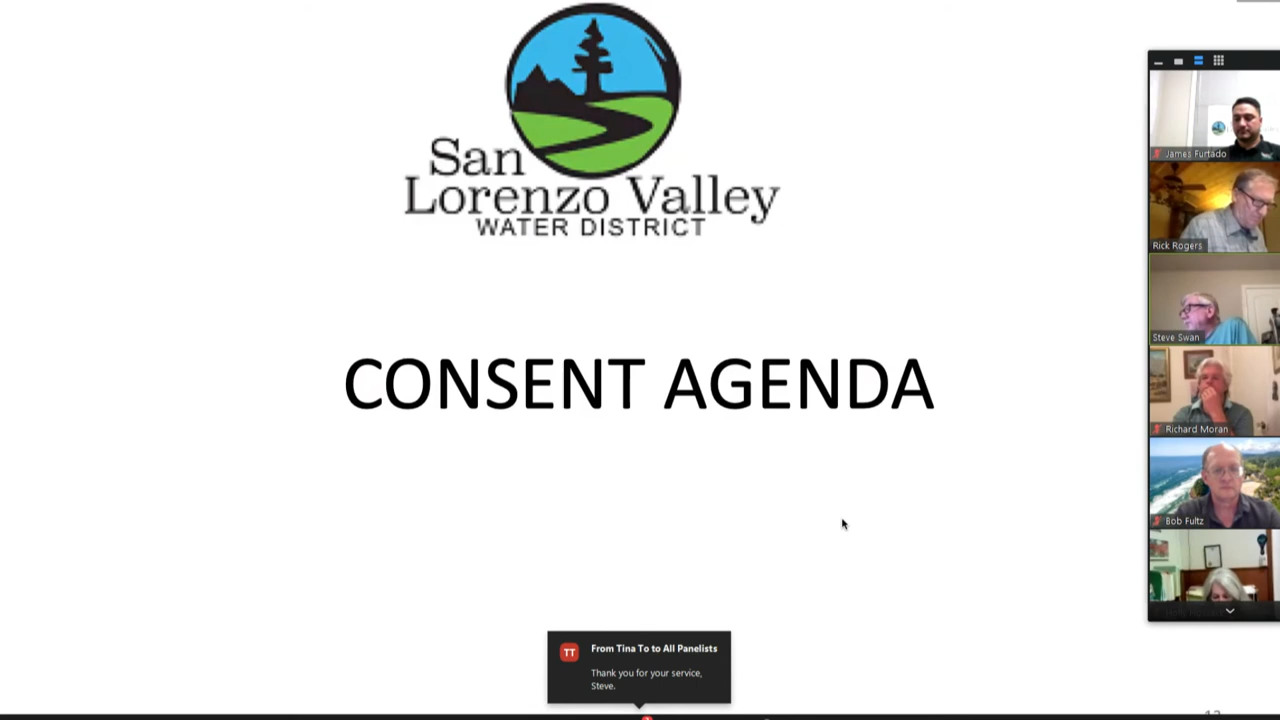 San
Lorenzo Valley
WATER DISTRICT
CONSENT AGENDA
James Furtado
Rick Rogers
Steve Swan
Richard Moran
Bob Fultz
TT
From Tina To to All Panelists
Thank you for your service,
Steve.